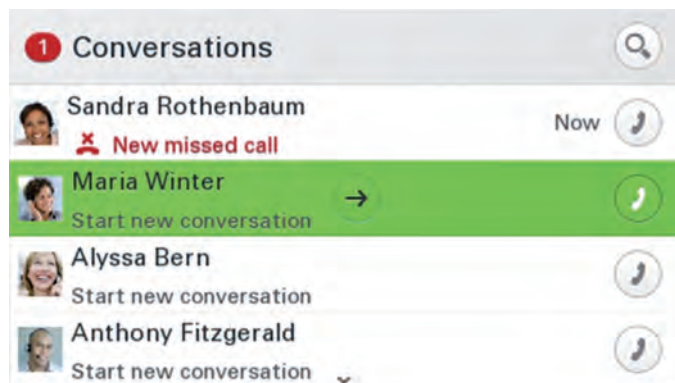 1 Conversations
Sandra Rothenbaum
Now
New missed call
Maria Winter
Start new conversation
Alyssa Bern
Start new conversation
Anthony Fitzgerald
Start new conversation